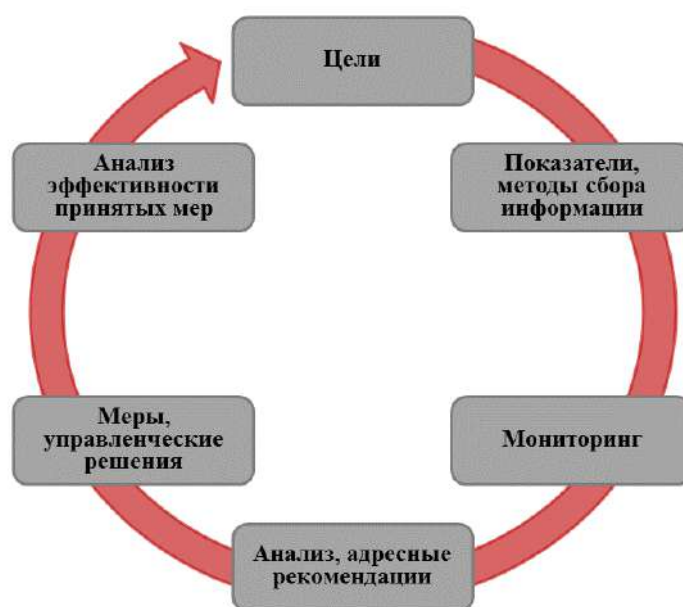 Цели
Показатели,
методы сбора
информации
Мониторинг
Анализ, адресные
рекомендации
Меры,
управленческие
решения
Анализ
эффективности
принятых мер